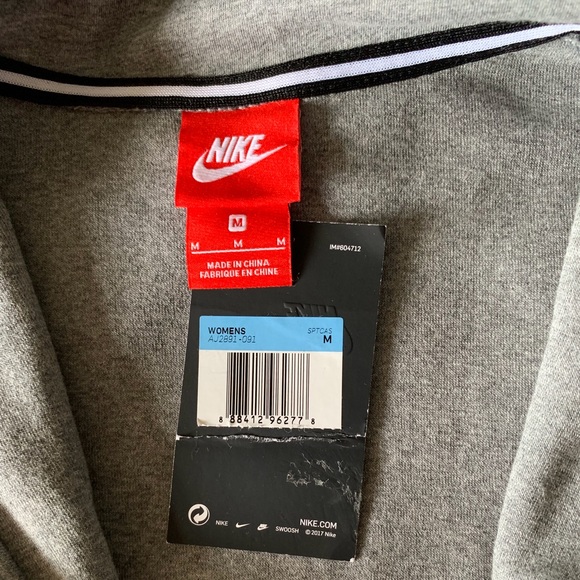 NIKE
M
M M M
MADE IN CHINA
FABRIQUE EN CHINE
IM#604712
WOMENS SPTCAS
AJ2891-091 M
8 88412 96277 8
NIKE NIKE SWOOSH
NIKE.COM
© 2017 Nike